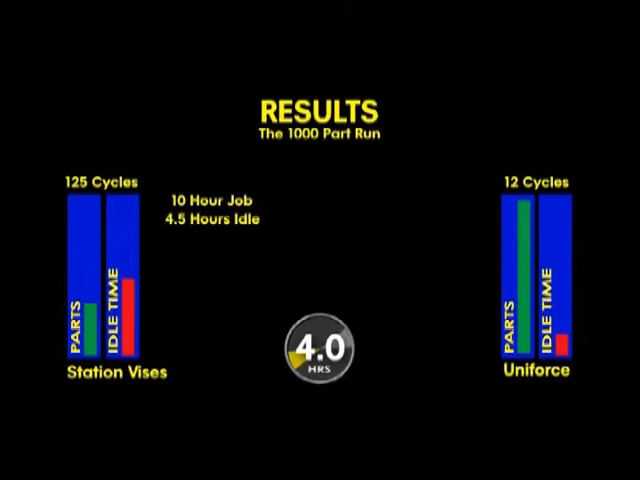 RESULTS
The 1000 Part Run
125 Cycles
10 Hour Job
4.5 Hours Idle
PARTS
IDLE TIME
Station Vises
4.0
HRS
12 Cycles
PARTS
IDLE TIME
Uniforce